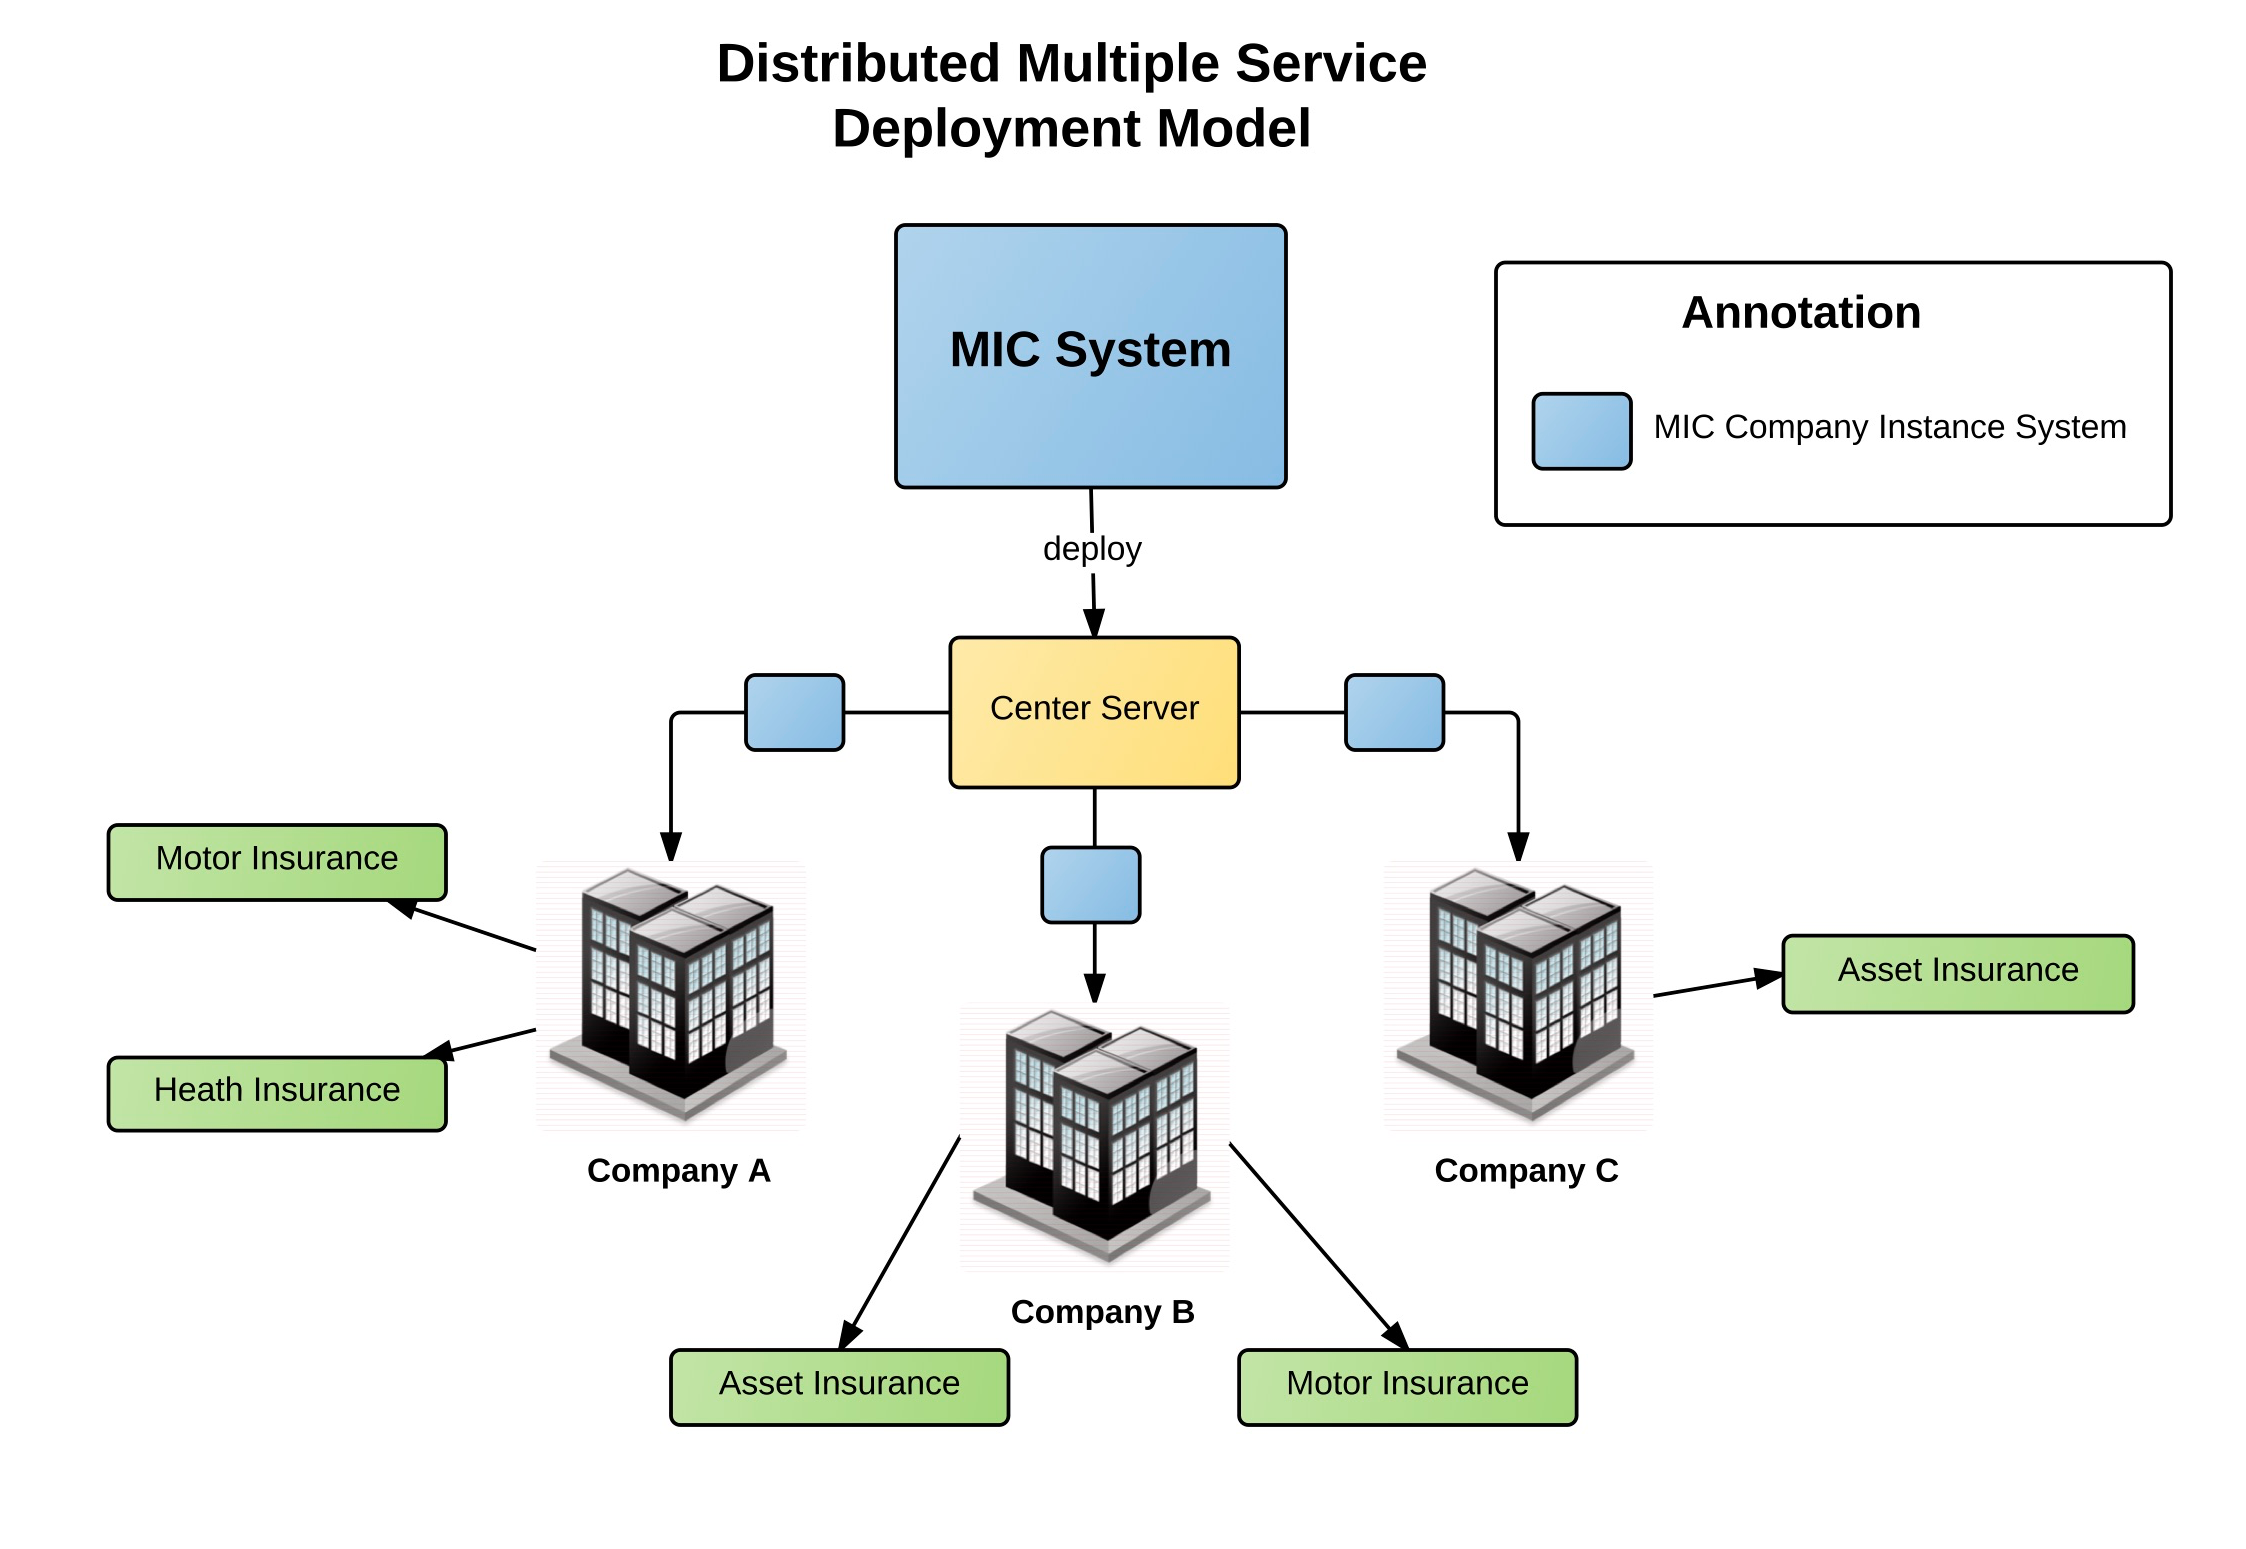 Distributed Multiple Service
Deployment Model
MIC System
Annotation
MIC Company Instance System
deploy
Center Server
Motor Insurance
Heath Insurance
Asset Insurance
Company A
Company C
Company B
Asset Insurance
Motor Insurance